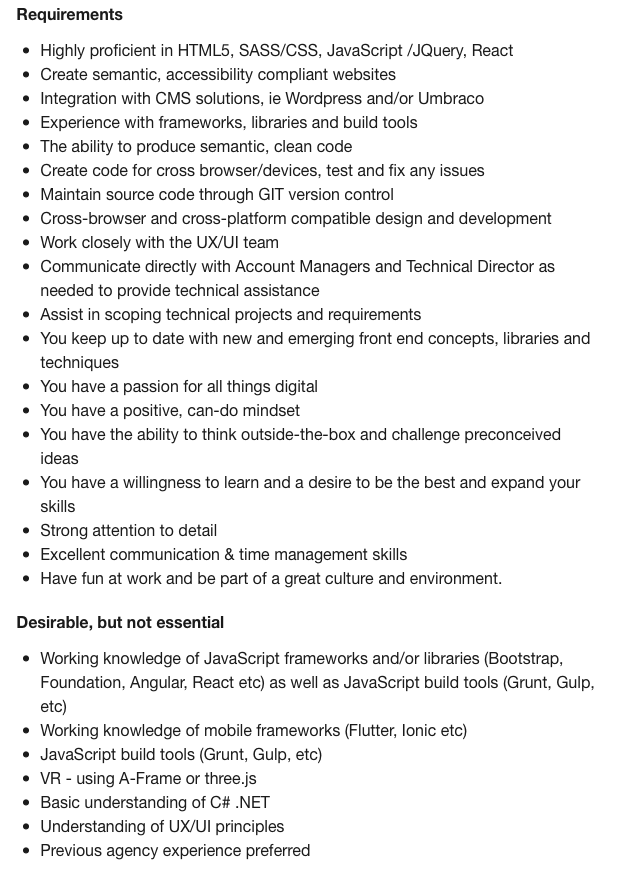 Requirements
• Highly proficient in HTML5, SASS/CSS, JavaScript /JQuery, React
• Create semantic, accessibility compliant websites
• Integration with CMS solutions, ie Wordpress and/or Umbraco
• Experience with frameworks, libraries and build tools
• The ability to produce semantic, clean code
• Create code for cross browser/devices, test and fix any issues
• Maintain source code through GIT version control
• Cross-browser and cross-platform compatible design and development
• Work closely with the UX/UI team
• Communicate directly with Account Managers and Technical Director as
needed to provide technical assistance
• Assist in scoping technical projects and requirements
• You keep up to date with new and emerging front end concepts, libraries and
techniques
• You have a passion for all things digital
• You have a positive, can-do mindset
• You have the ability to think outside-the-box and challenge preconceived
ideas
• You have a willingness to learn and a desire to be the best and expand your
skills
• Strong attention to detail
• Excellent communication & time management skills
• Have fun at work and be part of a great culture and environment.
Desirable, but not essential
• Working knowledge of JavaScript frameworks and/or libraries (Bootstrap,
Foundation, Angular, React etc) as well as JavaScript build tools (Grunt, Gulp,
etc)
• Working knowledge of mobile frameworks (Flutter, Ionic etc)
• JavaScript build tools (Grunt, Gulp, etc)
• VR - using A-Frame or three.js
• Basic understanding of C# .NET
• Understanding of UX/UI principles
• Previous agency experience preferred